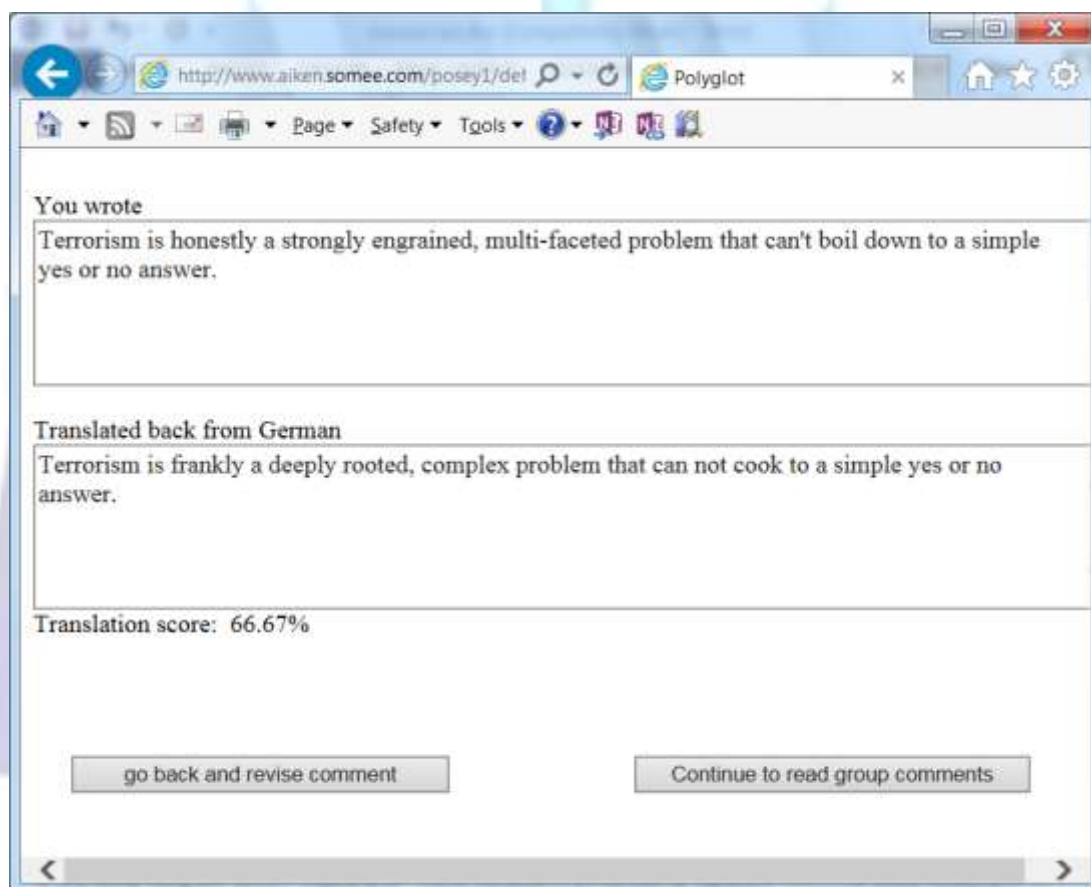 http://www.aiken.somee.com/posey1/det
Polyglot
Page Safety Tools
You wrote
Terrorism is honestly a strongly engrained, multi-faceted problem that can't boil down to a simple
yes or no answer.
Translated back from German
Terrorism is frankly a deeply rooted, complex problem that can not cook to a simple yes or no
answer.
Translation score: 66.67%
go back and revise comment
Continue to read group comments